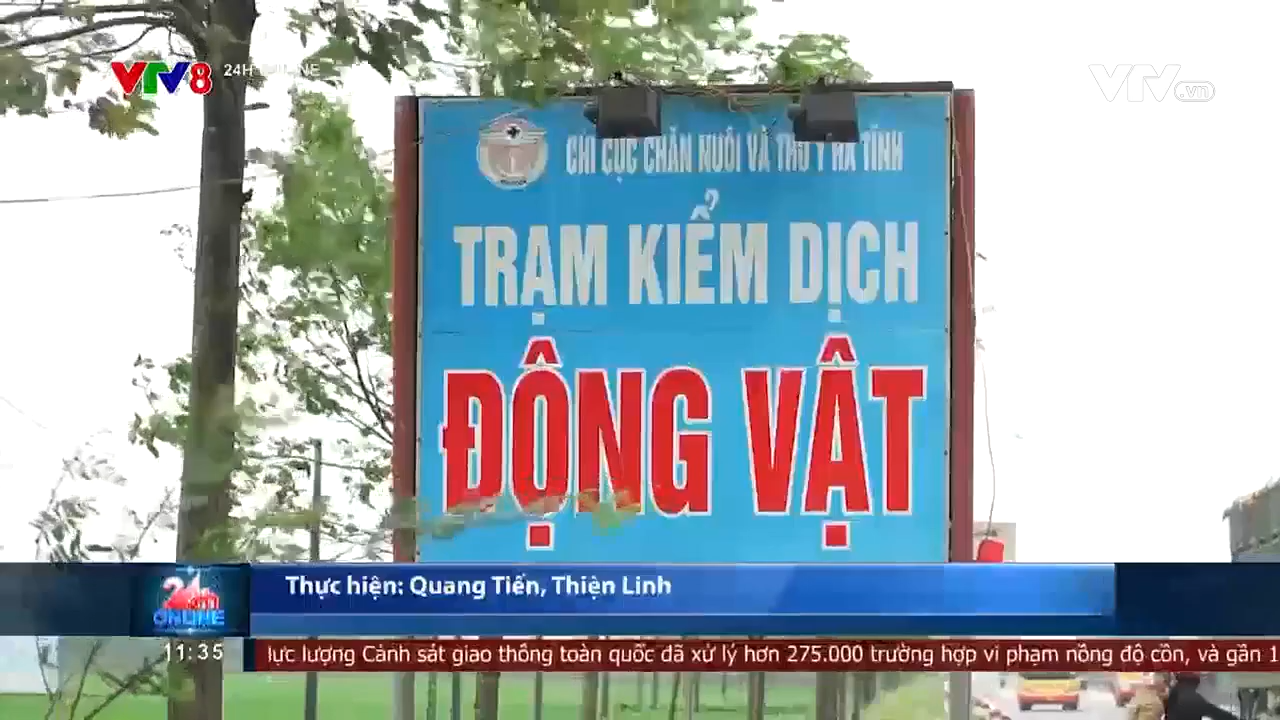 VTV8 24H ONLINE
VTV.vn
CHI CỤC CHĂN NUÔI VÀ THÚ Y HÀ TĨNH
TRẠM KIỂM DỊCH
ĐỘNG VẬT
24h ONLINE
Thực hiện: Quang Tiến, Thiện Linh
11:35
lực lượng Cảnh sát giao thông toàn quốc đã xử lý hơn 275.000 trường hợp vi phạm nồng độ cồn, và gần 1